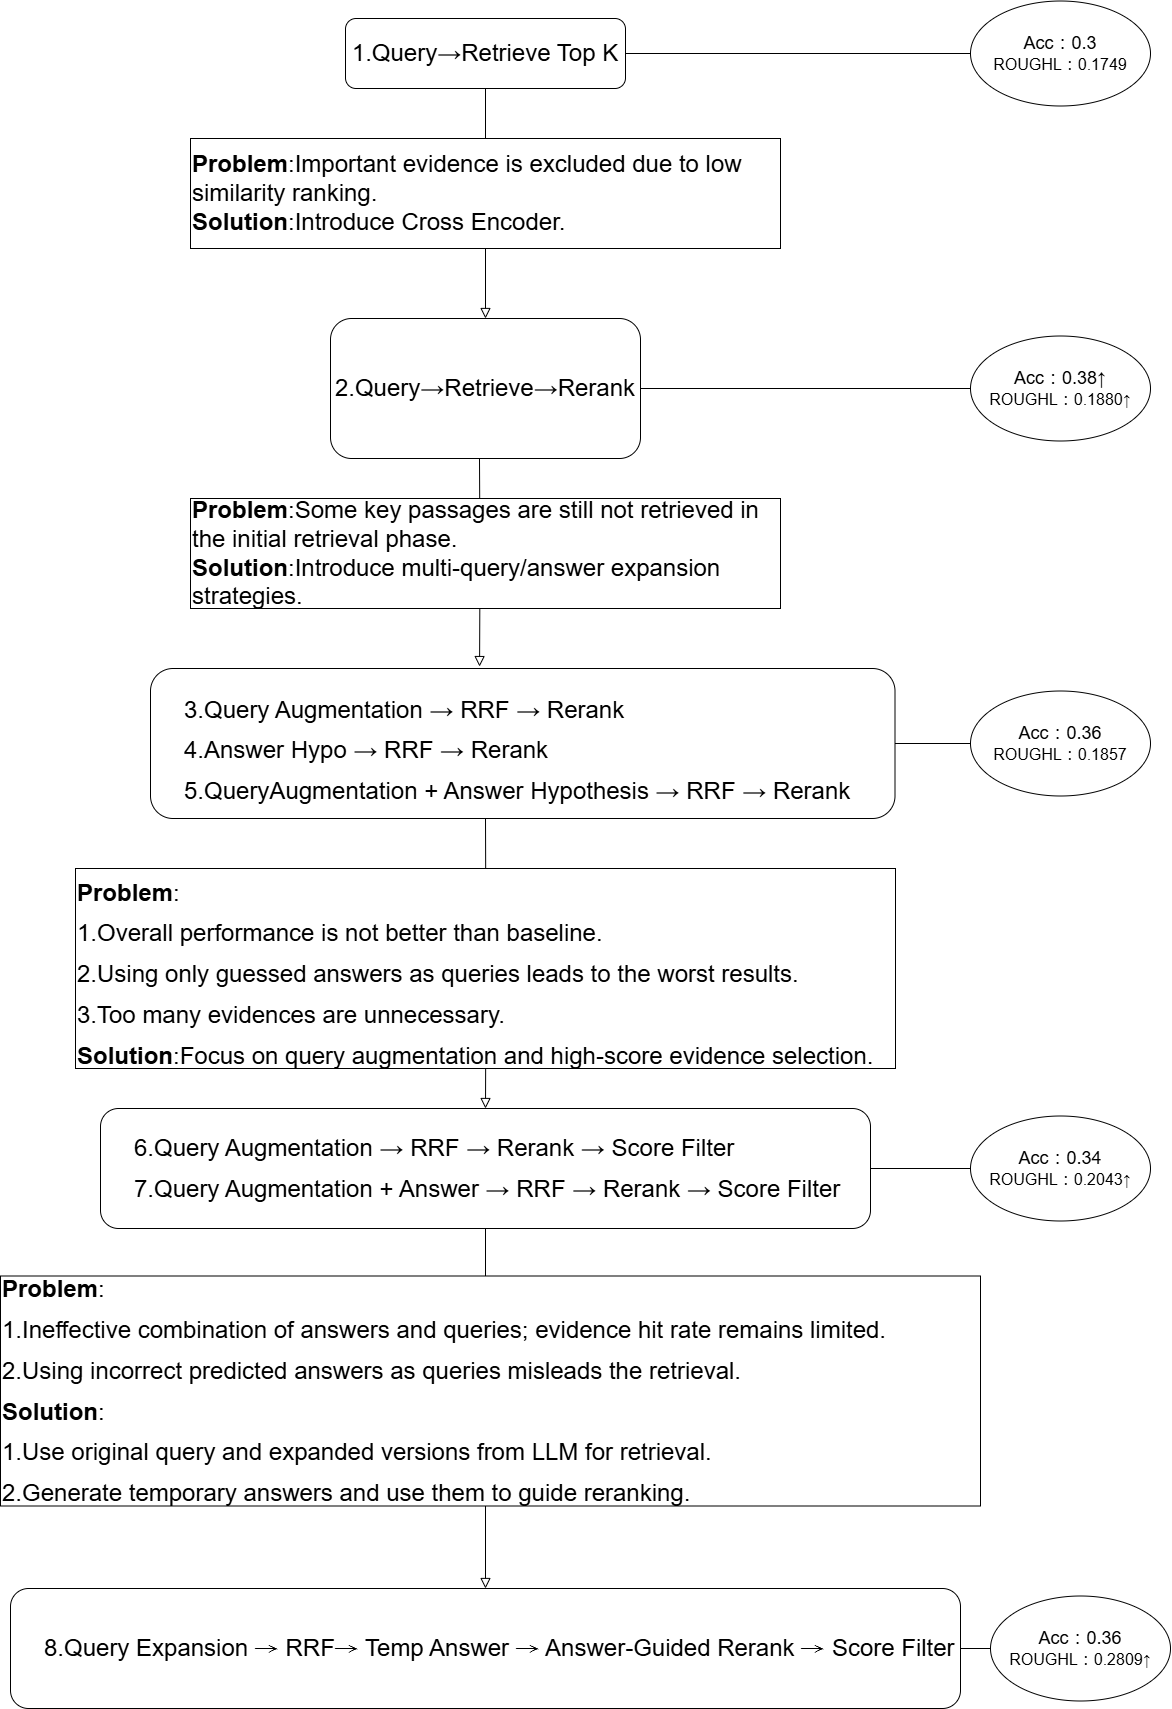 1.Query→Retrieve Top K
Acc：0.3
ROUGHL：0.1749
Problem:Important evidence is excluded due to low
similarity ranking.
Solution:Introduce Cross Encoder.
2.Query→Retrieve→Rerank
Acc：0.38↑
ROUGHL：0.1880↑
Problem:Some key passages are still not retrieved in
the initial retrieval phase.
Solution:Introduce multi-query/answer expansion
strategies.
3.Query Augmentation → RRF → Rerank
4.Answer Hypo → RRF → Rerank
5.QueryAugmentation + Answer Hypothesis → RRF → Rerank
Acc：0.36
ROUGHL：0.1857
Problem:
1.Overall performance is not better than baseline.
2.Using only guessed answers as queries leads to the worst results.
3.Too many evidences are unnecessary.
Solution:Focus on query augmentation and high-score evidence selection.
6.Query Augmentation → RRF → Rerank → Score Filter
7.Query Augmentation + Answer → RRF → Rerank → Score Filter
Acc：0.34
ROUGHL：0.2043↑
Problem:
1.Ineffective combination of answers and queries; evidence hit rate remains limited.
2.Using incorrect predicted answers as queries misleads the retrieval.
Solution:
1.Use original query and expanded versions from LLM for retrieval.
2.Generate temporary answers and use them to guide reranking.
8.Query Expansion → RRF→ Temp Answer → Answer-Guided Rerank → Score Filter
Acc：0.36
ROUGHL：0.2809↑